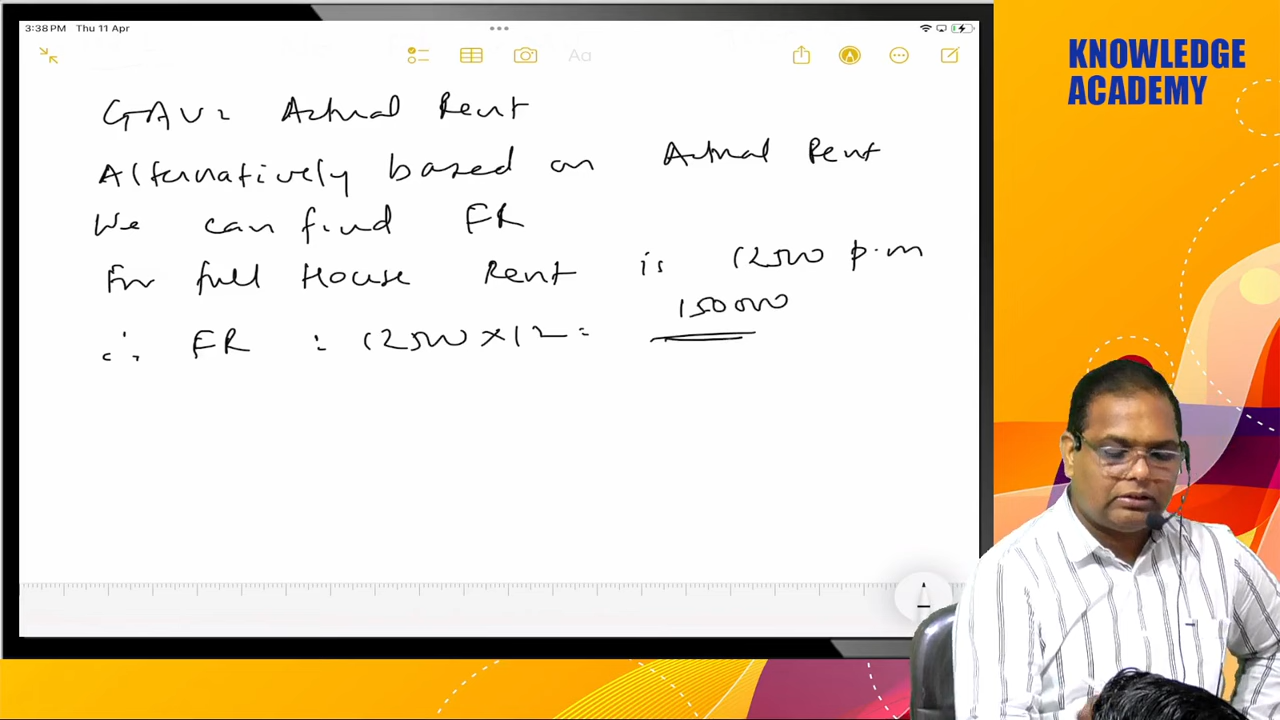 3:38 PM Thu 11 Apr
Aa
KNOWLEDGE
ACADEMY
GAV = Actual Rent
Alternatively based on Actual Rent
We can find FR
For full House Rent is 12500 p.m
∴ FR = 12500 × 12 = 150000